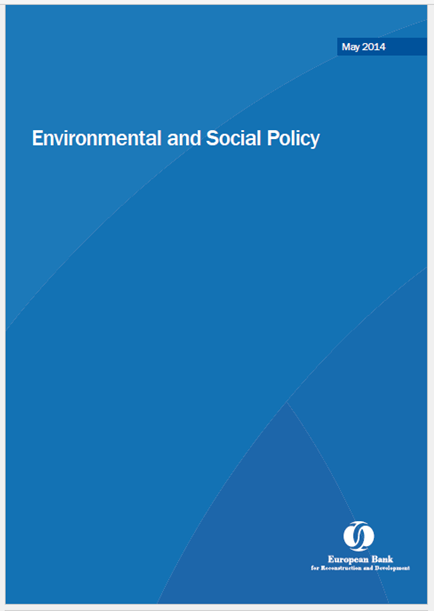 May 2014
Environmental and Social Policy
European Bank
for Reconstruction and Development